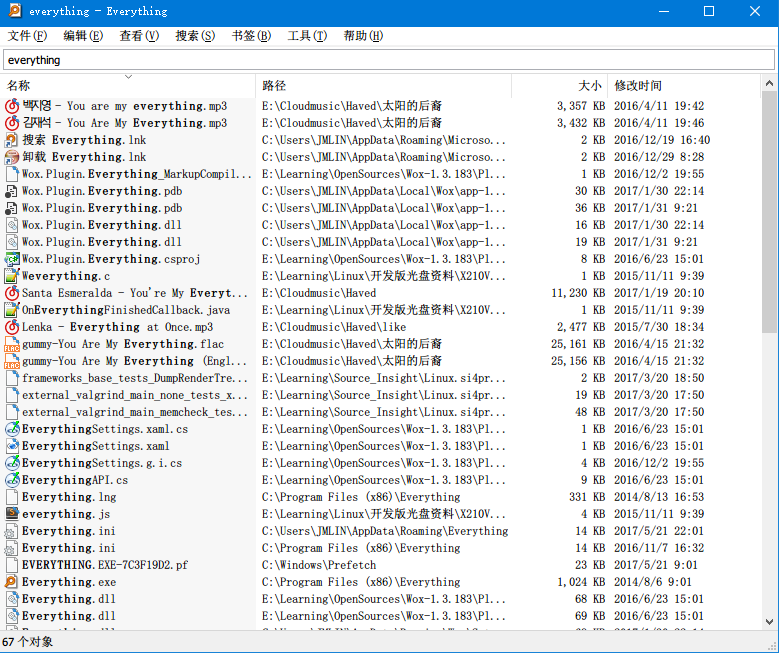 everything - Everything
文件(F) 编辑(E) 查看(V) 搜索(S) 书签(B) 工具(T) 帮助(H)
everything
名称 路径 大小 修改时间
백지영 - You are my everything.mp3 E:\Cloudmusic\Haved\太阳的后裔 3,357 KB 2016/4/11 19:42
김재석 - You Are My Everything.mp3 E:\Cloudmusic\Haved\太阳的后裔 3,432 KB 2016/4/11 19:46
搜索 Everything.lnk C:\Users\JMLIN\AppData\Roaming\Microso... 2 KB 2016/12/19 16:40
卸载 Everything.lnk C:\Users\JMLIN\AppData\Roaming\Microso... 2 KB 2016/12/29 8:28
Wox.Plugin.Everything_MarkupCompil... E:\Learning\OpenSources\Wox-1.3.183\Pl... 1 KB 2016/12/2 19:55
Wox.Plugin.Everything.pdb C:\Users\JMLIN\AppData\Local\Wox\app-1... 30 KB 2017/1/30 22:14
Wox.Plugin.Everything.pdb C:\Users\JMLIN\AppData\Local\Wox\app-1... 36 KB 2017/1/31 9:21
Wox.Plugin.Everything.dll C:\Users\JMLIN\AppData\Local\Wox\app-1... 16 KB 2017/1/30 22:14
Wox.Plugin.Everything.dll C:\Users\JMLIN\AppData\Local\Wox\app-1... 19 KB 2017/1/31 9:21
Wox.Plugin.Everything.csproj E:\Learning\OpenSources\Wox-1.3.183\Pl... 8 KB 2016/6/23 15:01
Weverything.c E:\Learning\Linux\开发版光盘资料\X210V... 1 KB 2015/11/11 9:39
Santa Esmeralda - You're My Everyt... E:\Cloudmusic\Haved 11,230 KB 2017/1/19 20:10
OnEverythingFinishedCallback.java E:\Learning\Linux\开发版光盘资料\X210V... 1 KB 2015/11/11 9:39
Lenka - Everything at Once.mp3 E:\Cloudmusic\Haved\like 2,477 KB 2015/7/30 18:34
gummy-You Are My Everything.flac E:\Cloudmusic\Haved\太阳的后裔 25,161 KB 2016/4/15 21:32
gummy-You Are My Everything (Engl... E:\Cloudmusic\Haved\太阳的后裔 25,156 KB 2016/4/15 21:32
frameworks_base_tests_DumpRenderTre... E:\Learning\Source_Insight\Linux.si4pr... 2 KB 2017/3/20 18:50
external_valgrind_main_none_tests_x... E:\Learning\Source_Insight\Linux.si4pr... 19 KB 2017/3/20 17:50
external_valgrind_main_memcheck_tes... E:\Learning\Source_Insight\Linux.si4pr... 48 KB 2017/3/20 17:50
EverythingSettings.xaml.cs E:\Learning\OpenSources\Wox-1.3.183\Pl... 1 KB 2016/6/23 15:01
EverythingSettings.xaml E:\Learning\OpenSources\Wox-1.3.183\Pl... 1 KB 2016/6/23 15:01
EverythingSettings.g.i.cs E:\Learning\OpenSources\Wox-1.3.183\Pl... 4 KB 2016/12/2 19:55
EverythingAPI.cs E:\Learning\OpenSources\Wox-1.3.183\Pl... 9 KB 2016/6/23 15:01
Everything.lng C:\Program Files (x86)\Everything 331 KB 2014/8/13 16:53
everything.js E:\Learning\Linux\开发版光盘资料\X210V... 4 KB 2015/11/11 9:39
Everything.ini C:\Users\JMLIN\AppData\Roaming\Everything 14 KB 2017/5/21 22:01
Everything.ini C:\Program Files (x86)\Everything 14 KB 2016/11/7 16:32
EVERYTHING.EXE-7C3F19D2.pf C:\Windows\Prefetch 23 KB 2017/5/21 9:01
Everything.exe C:\Program Files (x86)\Everything 1,024 KB 2014/8/6 9:01
Everything.dll E:\Learning\OpenSources\Wox-1.3.183\Pl... 68 KB 2016/6/23 15:01
Everything.dll E:\Learning\OpenSources\Wox-1.3.183\Pl... 69 KB 2016/6/23 15:01
67 个对象